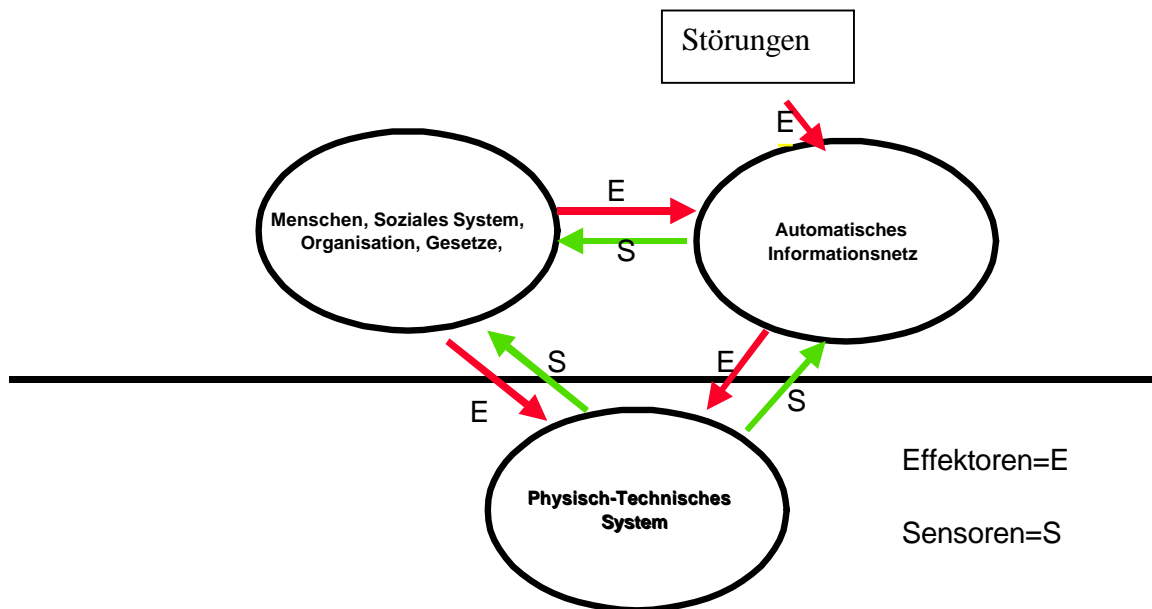 Störungen
E
E
Menschen, Soziales System,
Organisation, Gesetze,
Automatisches
Informationsnetz
S
S
E
E
S
Effektoren=E
Physisch-Technisches
System
Sensoren=S